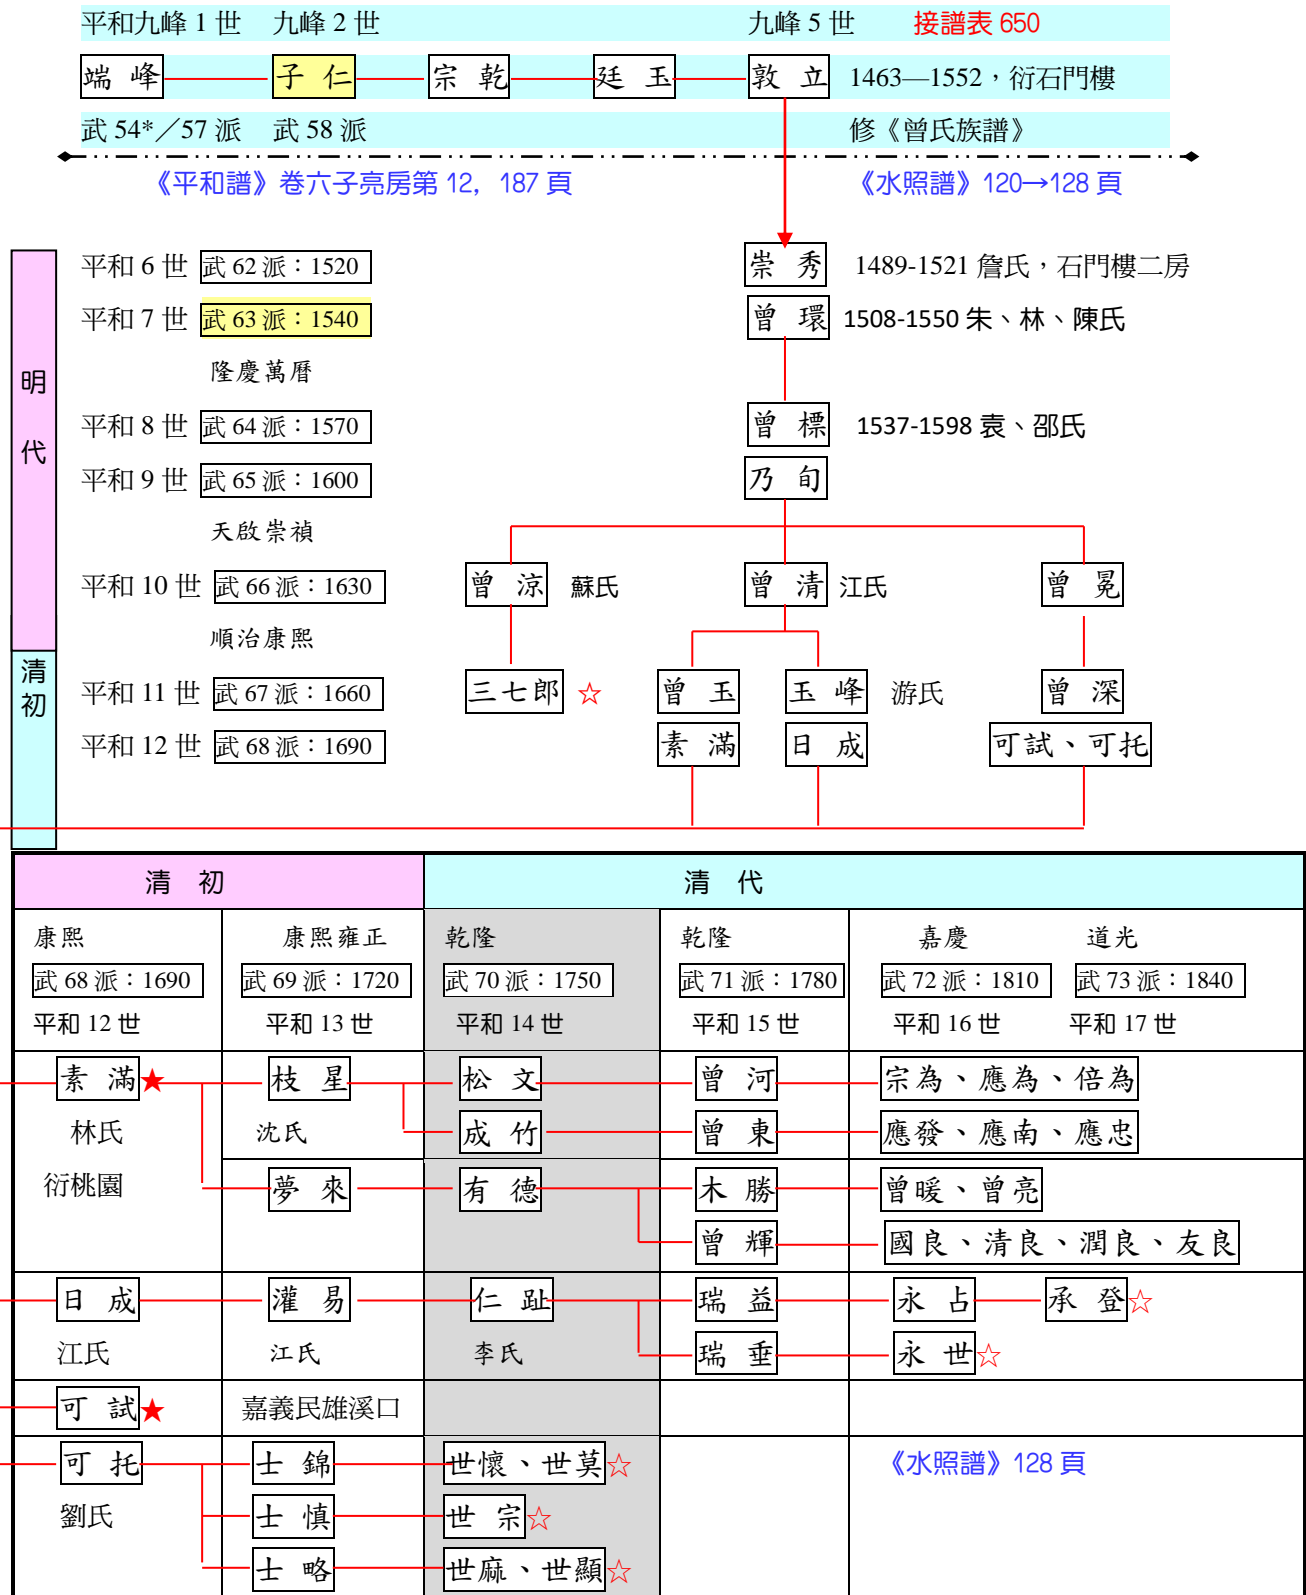 平和九峰 1 世 九峰 2 世 九峰 5 世 接譜表 650
端 峰 子 仁 宗 乾 廷 玉 敦 立 1463—1552，衍石門樓
武 54*／57 派 武 58 派 修《曾氏族譜》
《平和譜》卷六子亮房第 12，187 頁 《水照譜》120→128 頁
明代
平和 6 世 武 62 派：1520 崇 秀 1489-1521 詹氏，石門樓二房
平和 7 世 武 63 派：1540 曾 環 1508-1550 朱、林、陳氏
隆慶萬曆
平和 8 世 武 64 派：1570 曾 標 1537-1598 袁、邵氏
平和 9 世 武 65 派：1600 乃 旬
天啟崇禎
平和 10 世 武 66 派：1630 曾 涼 蘇氏 曾 清 江氏 曾 冕
順治康熙
清初
平和 11 世 武 67 派：1660 三七郎 ☆ 曾 玉 玉 峰 游氏 曾 深
平和 12 世 武 68 派：1690 素 滿 日 成 可試、可托
清 初 清 代
康熙 康熙雍正 乾隆 乾隆 嘉慶 道光
武 68 派：1690 武 69 派：1720 武 70 派：1750 武 71 派：1780 武 72 派：1810 武 73 派：1840
平和 12 世 平和 13 世 平和 14 世 平和 15 世 平和 16 世 平和 17 世
素 滿★ 枝 星 松 文 曾 河 宗為、應為、倍為
林氏 沈氏 成 竹 曾 東 應發、應南、應忠
衍桃園 夢 來 有 德 木 勝 曾暖、曾亮
曾 輝 國良、清良、潤良、友良
日 成 灌 易 仁 趾 瑞 益 永 占 承 登☆
江氏 江氏 李氏 瑞 垂 永 世☆
可 試★ 嘉義民雄溪口
可 托 士 錦 世懷、世莫☆ 《水照譜》128 頁
劉氏 士 慎 世 宗☆
士 略 世麻、世顯☆